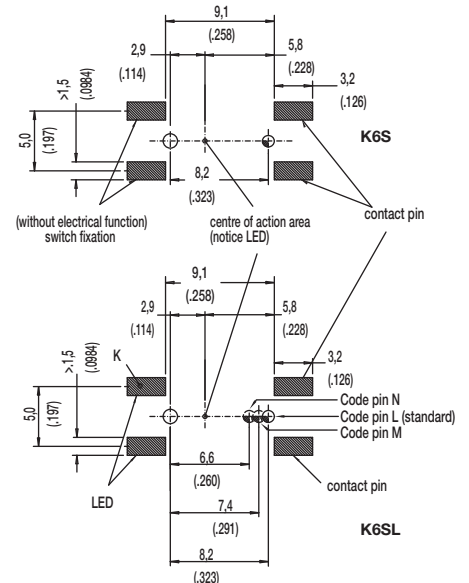 9,1
(.258)
2,9
(.114)
5,8
(.228)
3,2
(.126)
>1,5
(.0984)
5,0
(.197)
K6S
8,2
(.323)
(without electrical function)
switch fixation
centre of action area
(notice LED)
contact pin
9,1
(.258)
2,9
(.114)
5,8
(.228)
3,2
(.126)
>1,5
(.0984)
5,0
(.197)
K
Code pin N
Code pin L (standard)
Code pin M
6,6
(.260)
LED
contact pin
7,4
(.291)
K6SL
8,2
(.323)